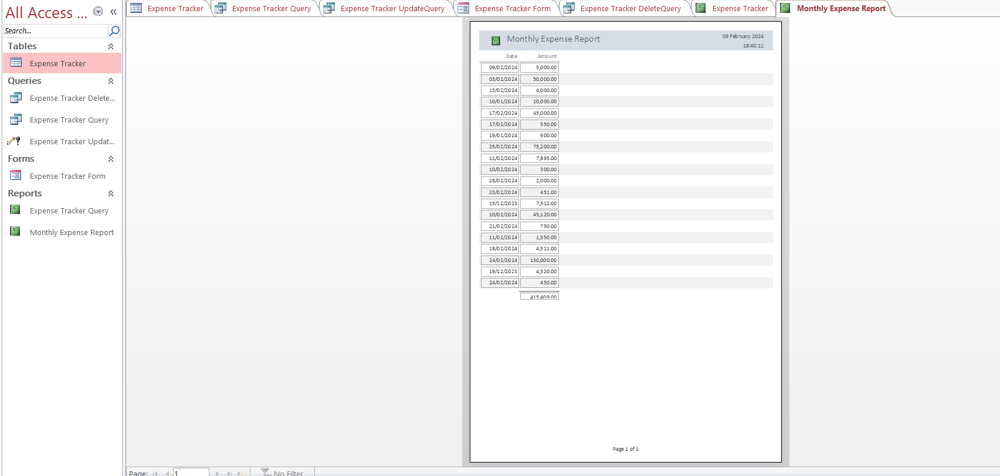 All Access ...
Search...
Tables
Expense Tracker
Queries
Expense Tracker Delete...
Expense Tracker Query
Expense Tracker Updat...
Forms
Expense Tracker Form
Reports
Expense Tracker Query
Monthly Expense Report
Expense Tracker Expense Tracker Query Expense Tracker UpdateQuery Expense Tracker Form Expense Tracker DeleteQuery Expense Tracker Monthly Expense Report
Monthly Expense Report 09 February 2024
18:40:11
Date Amount
09/02/2024 5,000.00
03/02/2024 50,000.00
15/02/2024 4,000.00
10/01/2024 10,000.00
17/02/2024 45,000.00
17/02/2024 550.00
19/01/2024 600.00
25/02/2024 75,200.00
11/02/2024 7,895.00
10/02/2024 300.00
28/02/2024 2,000.00
23/02/2024 451.00
15/12/2023 7,512.00
10/02/2024 45,120.00
21/02/2024 750.00
11/02/2024 1,550.00
18/02/2024 4,511.00
24/02/2024 150,000.00
19/12/2023 4,520.00
24/02/2024 450.00
415,409.00
Page 1 of 1
Page: 1 No Filter